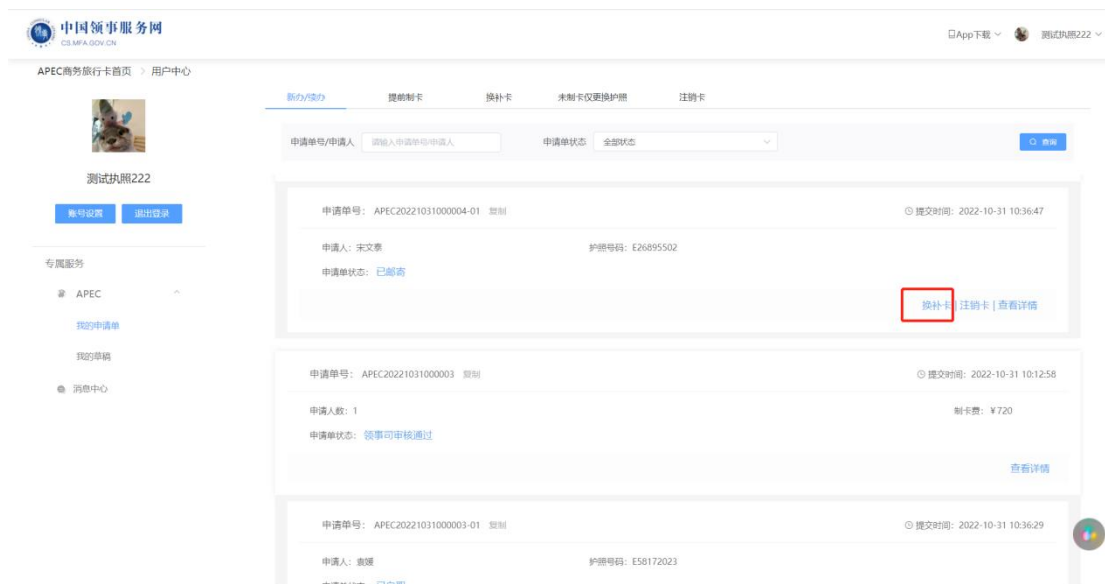 中国领事服务网
CS.MFA.GOV.CN
App下载
测试执照222
APEC商务旅行卡首页 > 用户中心
新办/续办 提前制卡 换补卡 未制卡仅更换护照 注销卡
申请单号/申请人 请输入申请单号/申请人 申请单状态 全部状态 查询
测试执照222
账号设置 退出登录
专属服务
APEC
我的申请单
我的草稿
消息中心
申请单号: APEC20221031000004-01 复制 提交时间: 2022-10-31 10:36:47
申请人: 宋文泰 护照号码: E26895502
申请单状态: 已邮寄
换补卡 | 注销卡 | 查看详情
申请单号: APEC20221031000003 复制 提交时间: 2022-10-31 10:12:58
申请人数: 1 制卡费: ¥720
申请单状态: 领事司审核通过
查看详情
申请单号: APEC20221031000003-01 复制 提交时间: 2022-10-31 10:36:29
申请人: 袁媛 护照号码: E58172023